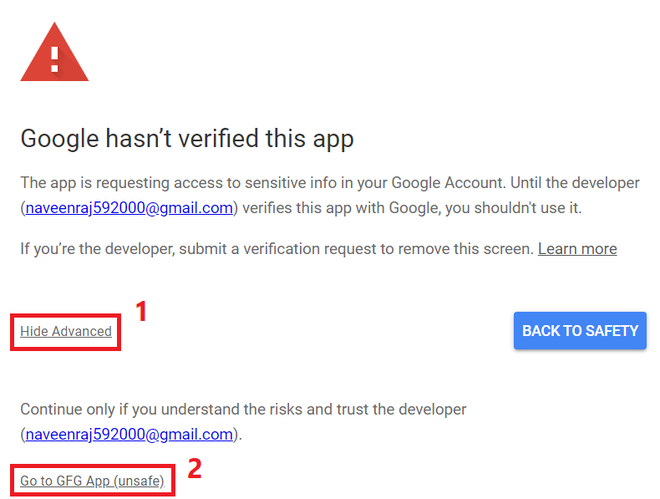 Google hasn't verified this app
The app is requesting access to sensitive info in your Google Account. Until the developer
(naveenraj592000@gmail.com) verifies this app with Google, you shouldn't use it.
If you're the developer, submit a verification request to remove this screen. Learn more
1
Hide Advanced
BACK TO SAFETY
Continue only if you understand the risks and trust the developer
(naveenraj592000@gmail.com).
2
Go to GFG App (unsafe)